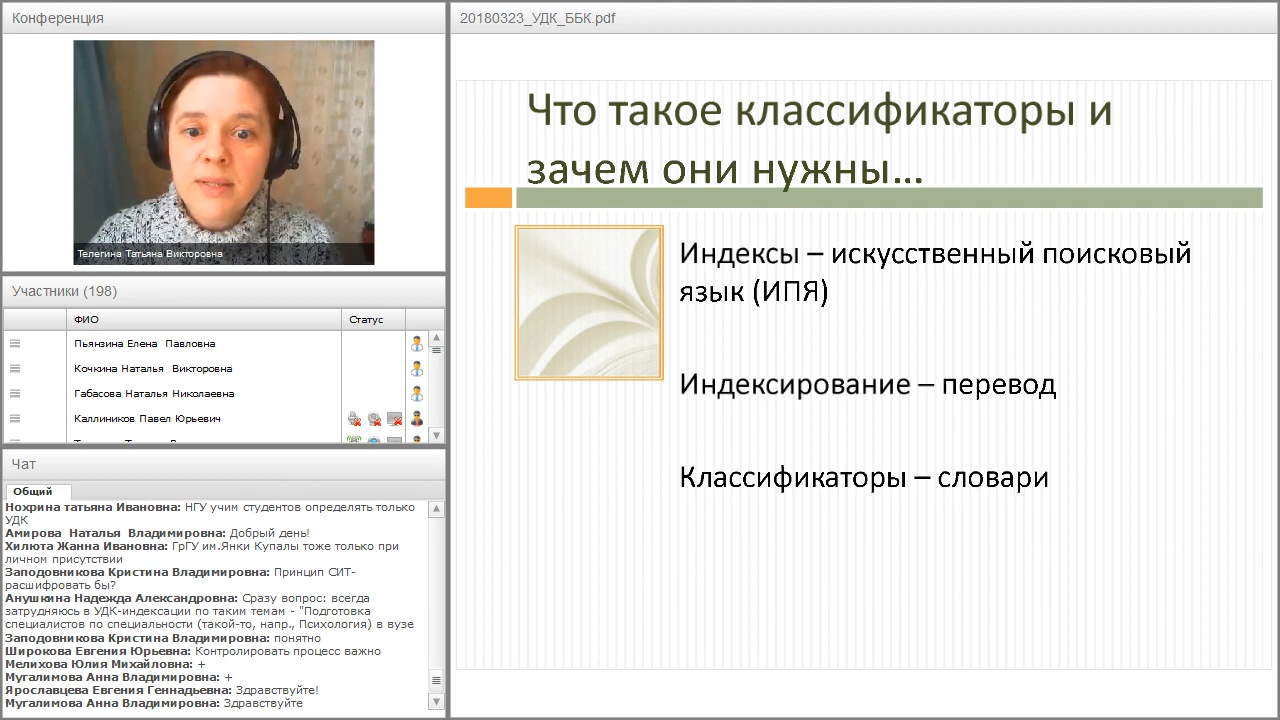 Конференция
Телегина Татьяна Викторовна
Участники (198)
ФИО
Статус
Пьянзина Елена Павловна
Кочкина Наталья Викторовна
Габасова Наталья Николаевна
Каллиников Павел Юрьевич
Чат
Общий
Нохрина татьяна Ивановна: НГУ учим студентов определять только
УДК
Амирова Наталья Владимировна: Добрый день!
Хилюта Жанна Ивановна: ГрГУ им.Янки Купалы тоже только при
личном присутствии
Заподовникова Кристина Владимировна: Принцип СИТ-
расшифровать бы?
Анушкина Надежда Александровна: Сразу вопрос: всегда
затрудняюсь в УДК-индексации по таким темам - "Подготовка
специалистов по специальности (такой-то, напр., Психология) в вузе
Заподовникова Кристина Владимировна: понятно
Широкова Евгения Юрьевна: Контролировать процесс важно
Мелихова Юлия Михайловна: +
Мугалимова Анна Владимировна: +
Ярославцева Евгения Геннадьевна: Здравствуйте!
Мугалимова Анна Владимировна: Здравствуйте
20180323_УДК_ББК.pdf
Что такое классификаторы и
зачем они нужны...
Индексы – искусственный поисковый
язык (ИПЯ)
Индексирование – перевод
Классификаторы – словари